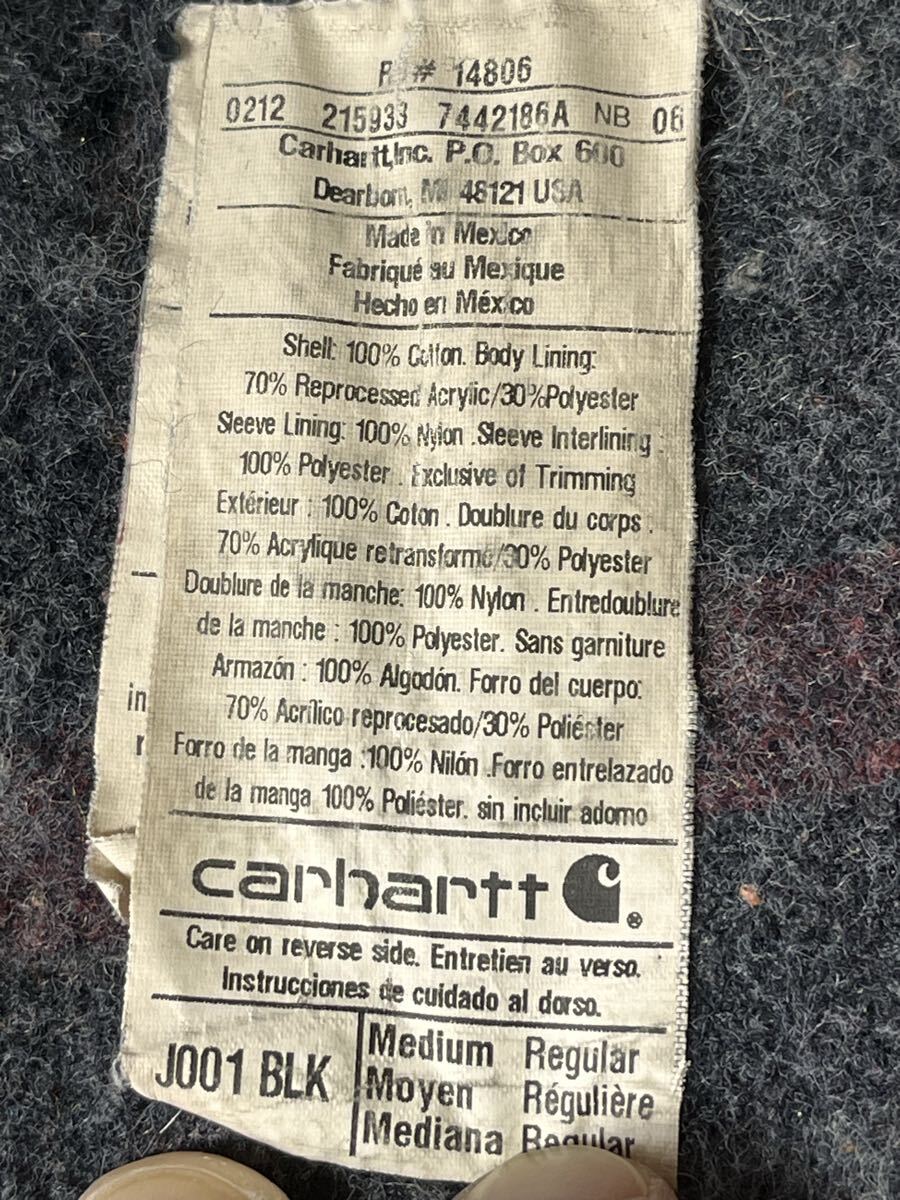 # 14806
0212 215933 7442186A NB 06
Carhartt,Inc. P.O. Box 600
Dearborn, MI 48121 USA
Made in Mexico
Fabriqué au Mexique
Hecho en México
Shell: 100% Cotton. Body Lining:
70% Reprocessed Acrylic/30%Polyester
Sleeve Lining: 100% Nylon .Sleeve Interlining :
100% Polyester . Exclusive of Trimming
Extérieur : 100% Coton . Doublure du corps .
70% Acrylique retransformé/30% Polyester
Doublure de la manche: 100% Nylon . Entredoublure
de la manche : 100% Polyester. Sans garniture
Armazón : 100% Algodón. Forro del cuerpo:
70% Acrílico reprocesado/30% Poliéster
Forro de la manga :100% Nilón .Forro entrelazado
de la manga 100% Poliéster. sin incluir adorno
carhartt
Care on reverse side. Entretien au verso.
Instrucciones de cuidado al dorso.
J001 BLK
Medium Regular
Moyen Régulière
Mediana Regular